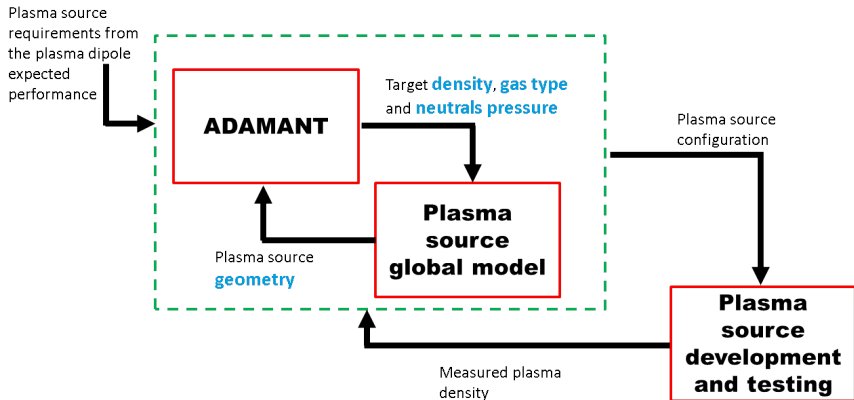 Plasma source
requirements from
the plasma dipole
expected
performance
ADAMANT
Target density, gas type
and neutrals pressure
Plasma source
configuration
Plasma
source
global model
Plasma source
geometry
Plasma
source
development
and testing
Measured plasma
density